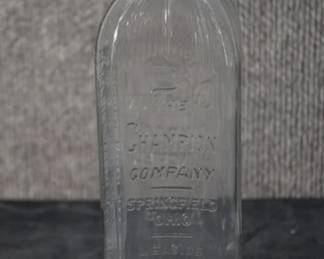 THE
CHAMPION
COMPANY
SPRINGFIELD
OHIO